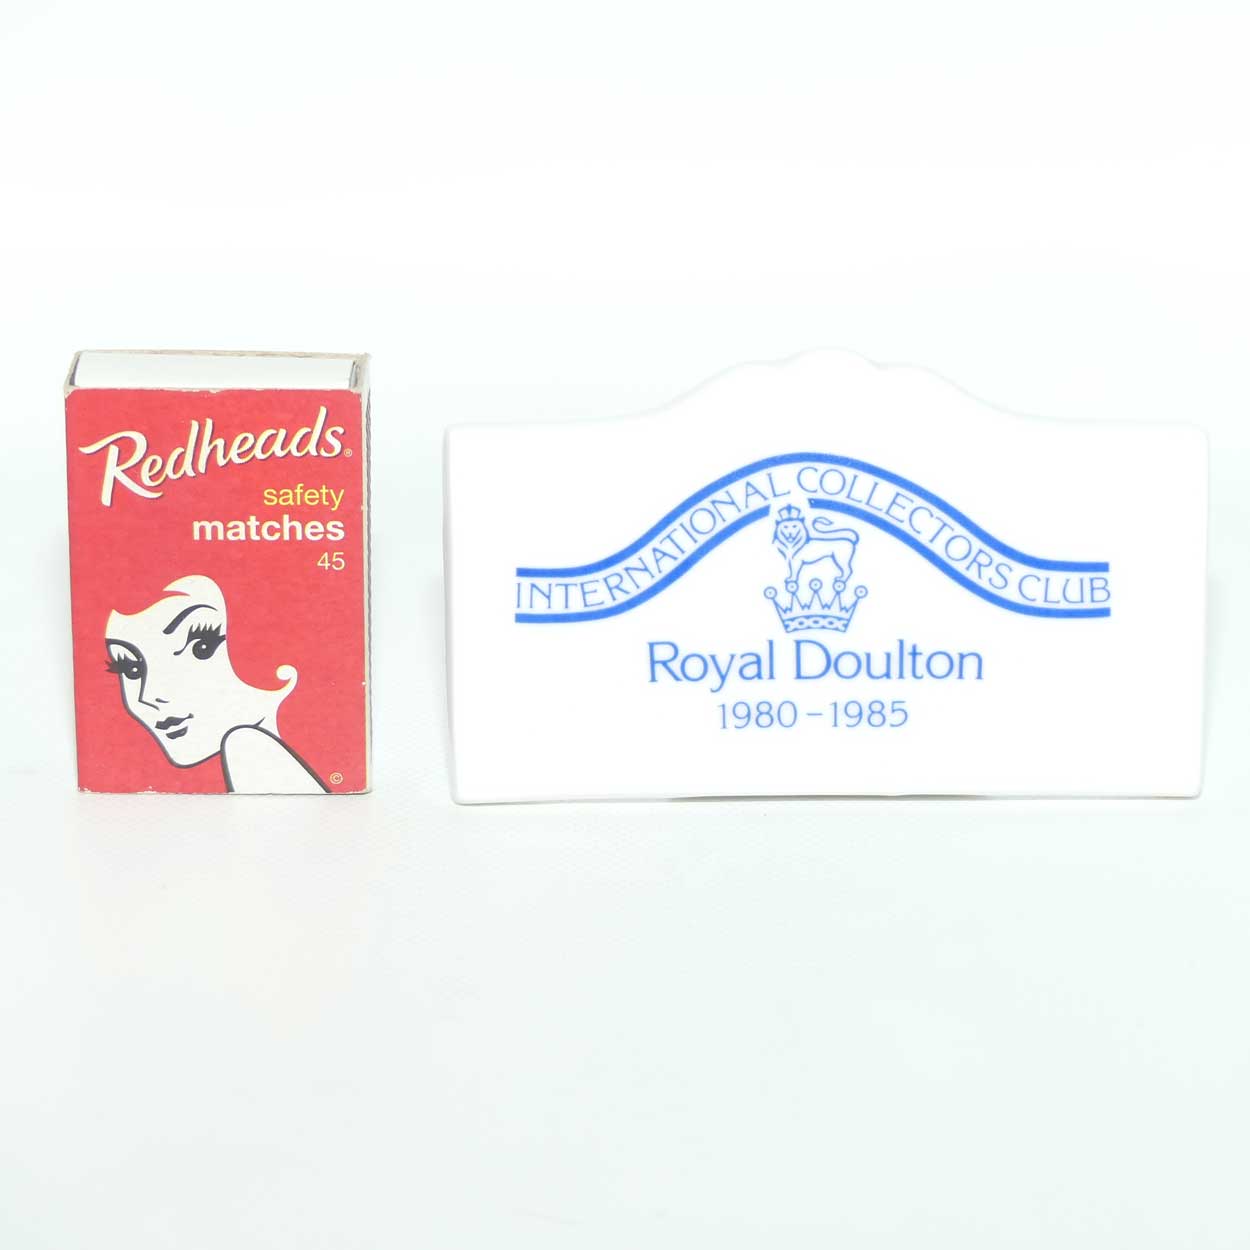 Redheads®
safety
matches
45
©
INTERNATIONAL COLLECTORS CLUB
Royal Doulton
1980-1985